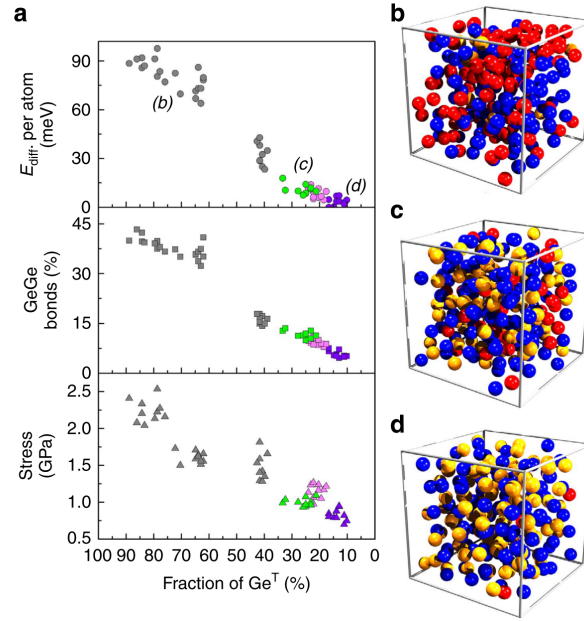 a
E_diff. per atom
(meV)
90
60
30
0
(b)
(c)
(d)
GeGe
bonds (%)
45
30
15
0
Stress
(GPa)
2.5
2.0
1.5
1.0
0.5
100 90 80 70 60 50 40 30 20 10 0
Fraction of Ge^T (%)
b
c
d